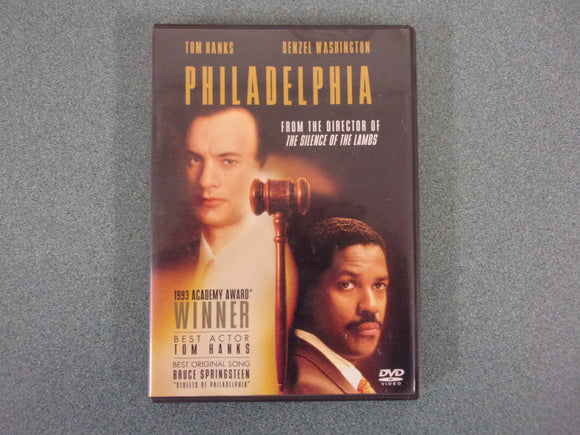 TOM HANKS DENZEL WASHINGTON
PHILADELPHIA
FROM THE DIRECTOR OF
THE SILENCE OF THE LAMBS
1993 ACADEMY AWARD®
WINNER
BEST ACTOR
TOM HANKS
BEST ORIGINAL SONG
BRUCE SPRINGSTEEN
"STREETS OF PHILADELPHIA"
DVD
VIDEO